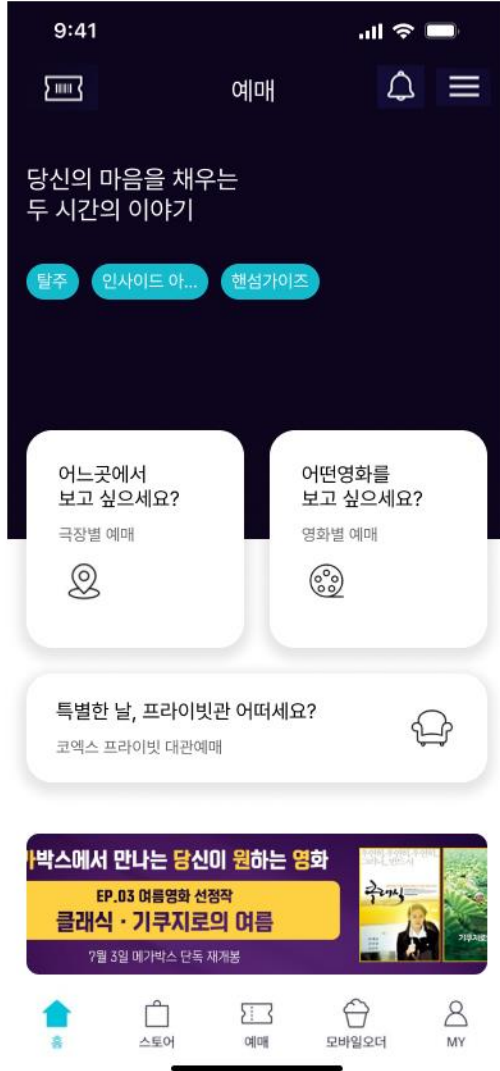 9:41
예매
당신의 마음을 채우는
두 시간의 이야기
탈주 인사이드 아... 핸섬가이즈
어느곳에서
보고 싶으세요?
극장별 예매
어떤영화를
보고 싶으세요?
영화별 예매
특별한 날, 프라이빗관 어떠세요?
코엑스 프라이빗 대관예매
박스에서 만나는 당신이 원하는 영화
EP.03 여름영화 선정작
클래식 · 기쿠지로의 여름
7월 3일 메가박스 단독 재개봉
클래식
홈 스토어 예매 모바일오더 MY